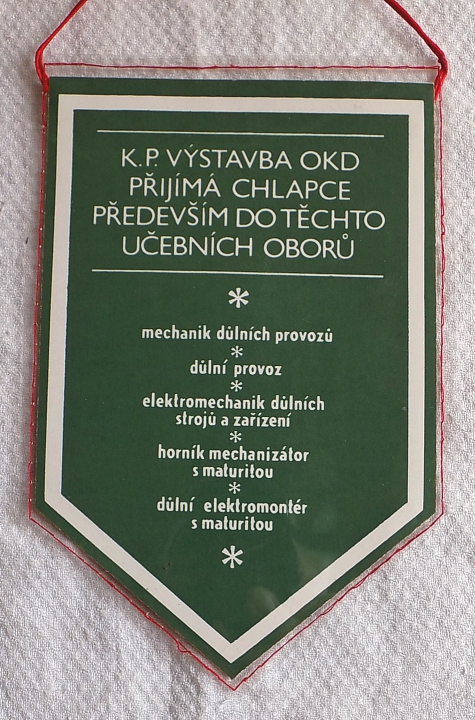 K.P. VÝSTAVBA OKD
PŘIJÍMÁ CHLAPCE
PŘEDEVŠÍM DO TĚCHTO
UČEBNÍCH OBORŮ
*
mechanik důlních provozů
*
důlní provoz
*
elektromechanik důlních
strojů a zařízení
*
horník mechanizátor
s maturitou
*
důlní elektromontér
s maturitou
*